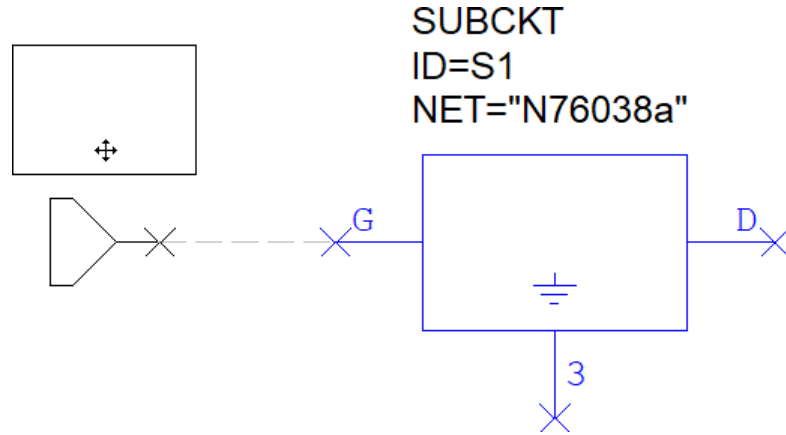 SUBCKT
ID=S1
NET="N76038a"
G
D
3